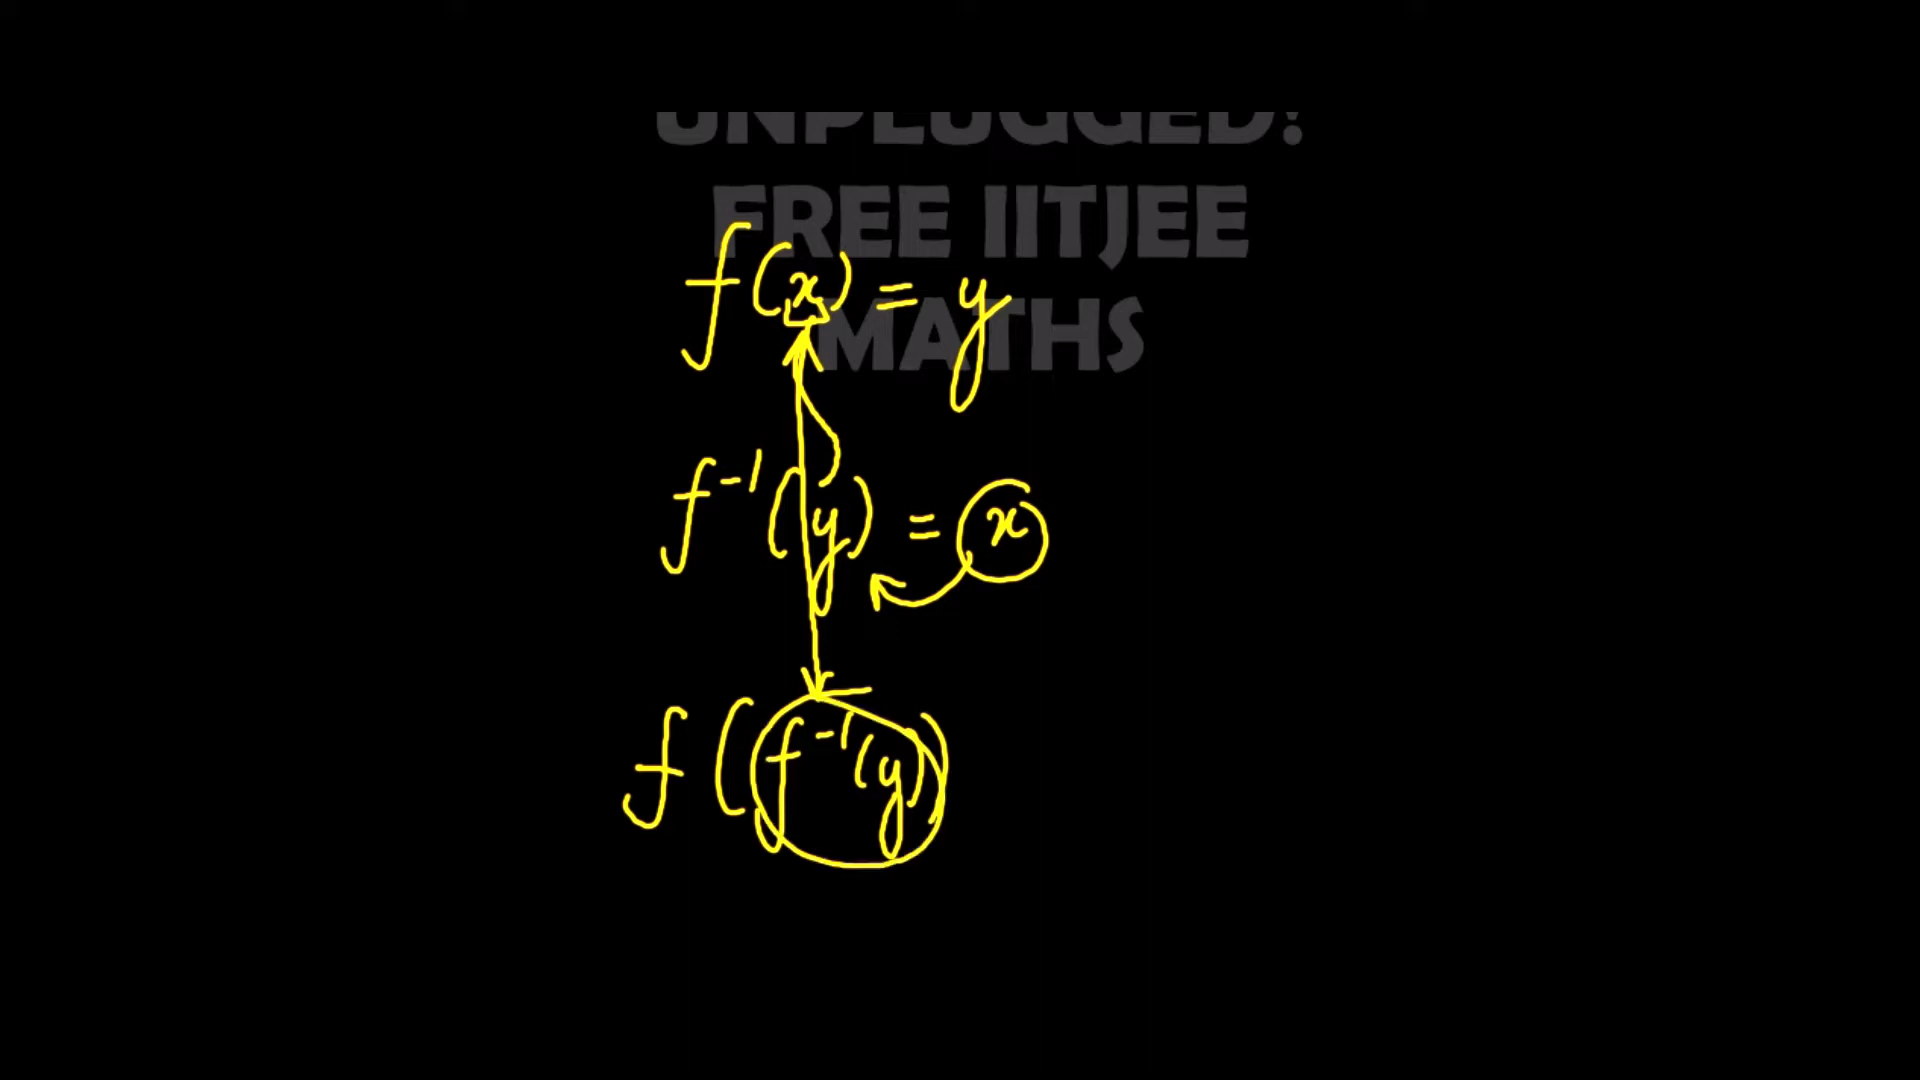 UNPLUGGED!
FREE IITJEE
MATHS
f(x) = y
f⁻¹(y) = x
f(f⁻¹(y))